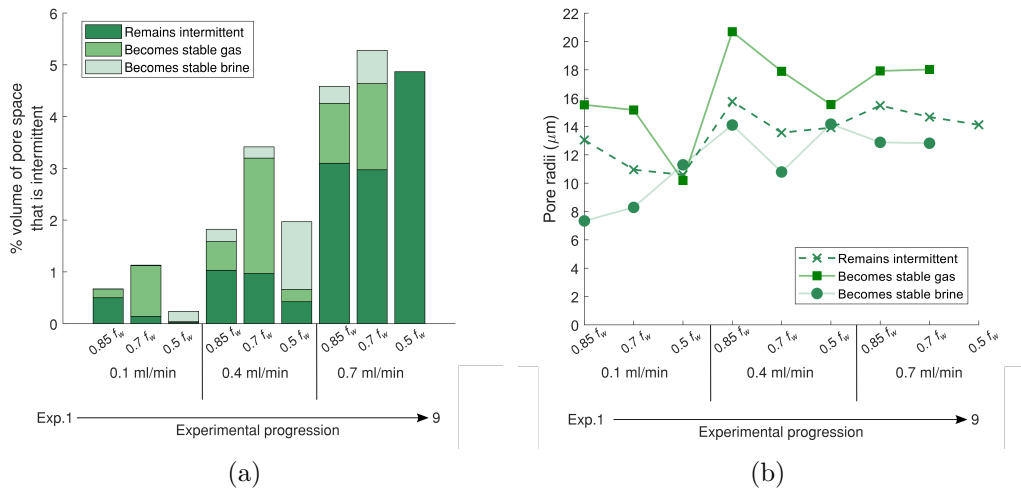 6
5
4
3
2
1
0
% volume of pore space
that is intermittent
Remains intermittent
Becomes stable gas
Becomes stable brine
0.85 f_w
0.7 f_w
0.5 f_w
0.85 f_w
0.7 f_w
0.5 f_w
0.85 f_w
0.7 f_w
0.5 f_w
0.1 ml/min
0.4 ml/min
0.7 ml/min
Exp.1
9
Experimental progression
(a)
22
20
18
16
14
12
10
8
6
4
2
0
Pore radii (μm)
Remains intermittent
Becomes stable gas
Becomes stable brine
0.85 f_w
0.7 f_w
0.5 f_w
0.85 f_w
0.7 f_w
0.5 f_w
0.85 f_w
0.7 f_w
0.5 f_w
0.1 ml/min
0.4 ml/min
0.7 ml/min
Exp.1
9
Experimental progression
(b)